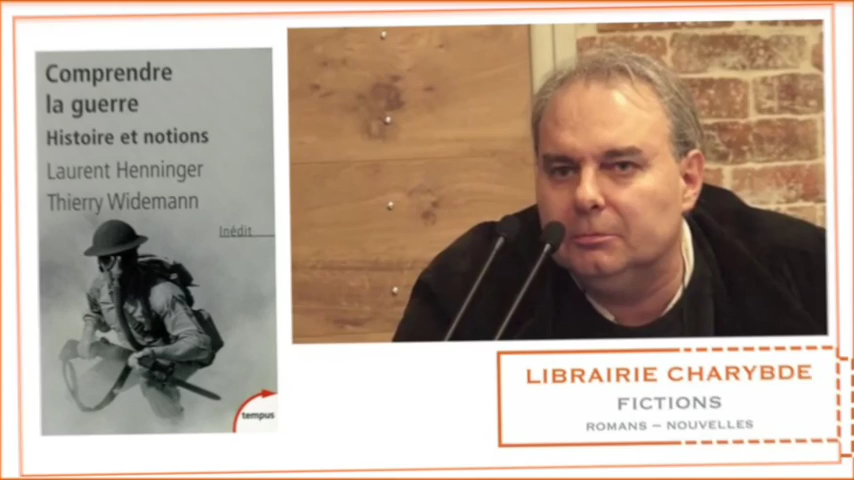 Comprendre
la guerre
Histoire et notions
Laurent Henninger
Thierry Widemann
Inédit
tempus
LIBRAIRIE CHARYBDE
FICTIONS
ROMANS – NOUVELLES